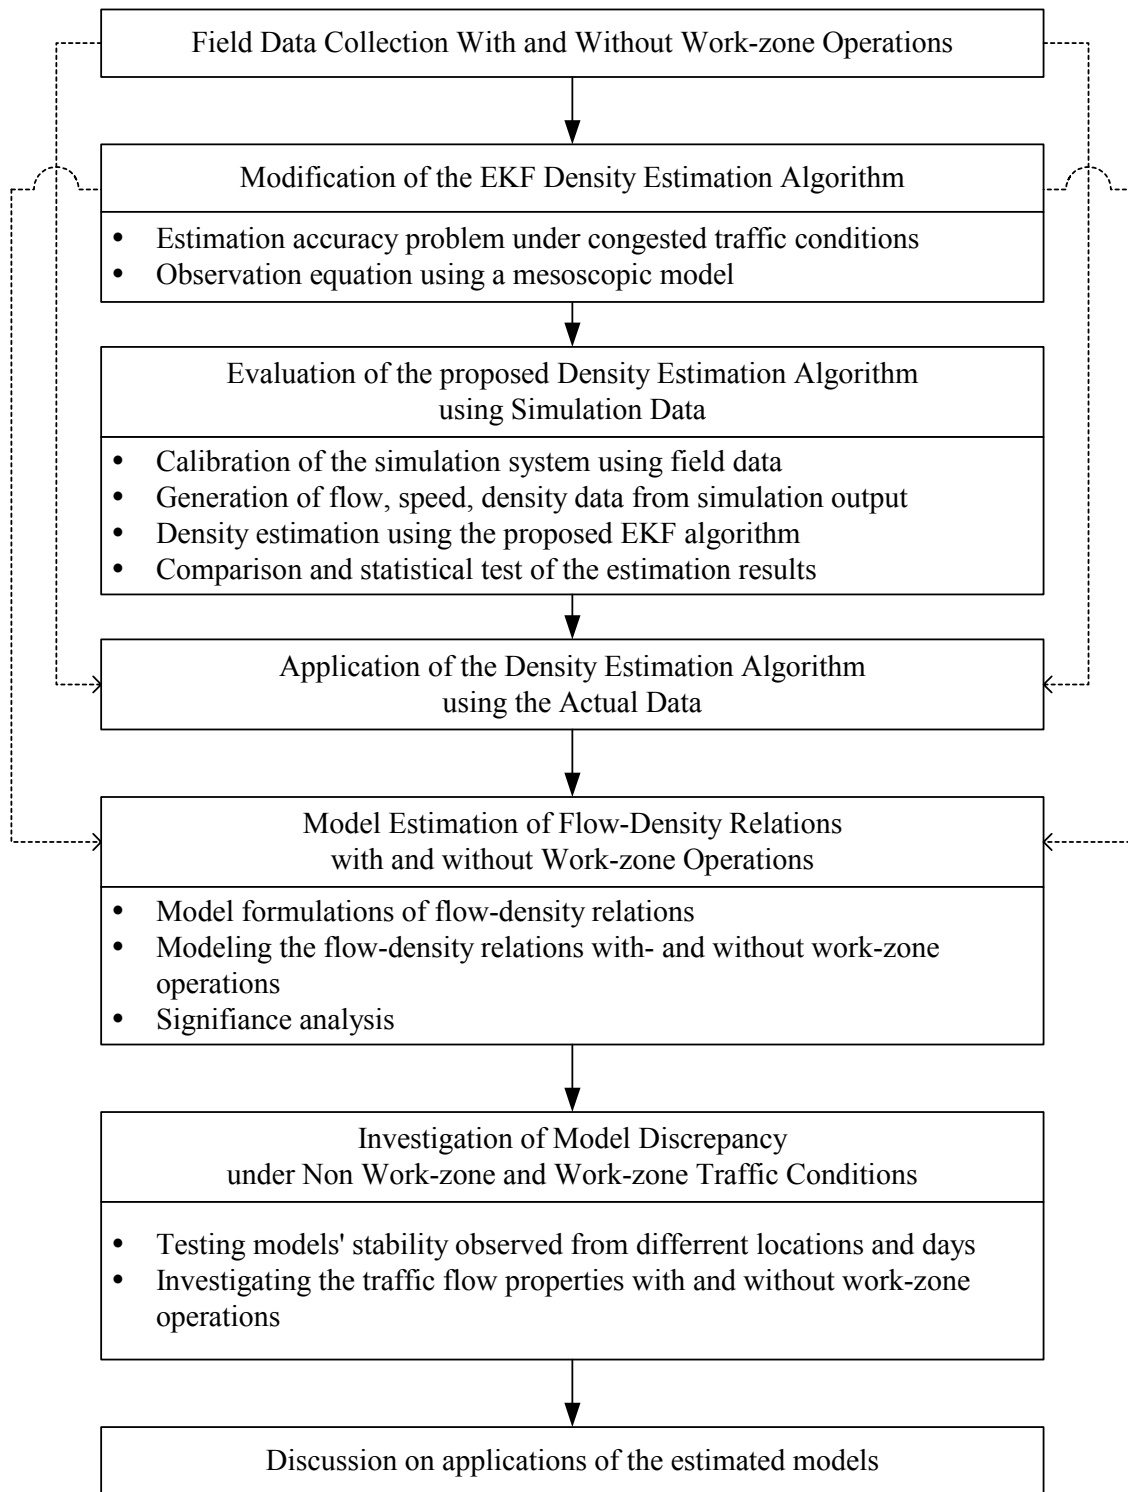 Field Data Collection With and Without Work-zone Operations
Modification of the EKF Density Estimation Algorithm
• Estimation accuracy problem under congested traffic conditions
• Observation equation using a mesoscopic model
Evaluation of the proposed Density Estimation Algorithm
using Simulation Data
• Calibration of the simulation system using field data
• Generation of flow, speed, density data from simulation output
• Density estimation using the proposed EKF algorithm
• Comparison and statistical test of the estimation results
Application of the Density Estimation Algorithm
using the Actual Data
Model Estimation of Flow-Density Relations
with and without Work-zone Operations
• Model formulations of flow-density relations
• Modeling the flow-density relations with- and without work-zone
operations
• Signifiance analysis
Investigation of Model Discrepancy
under Non Work-zone and Work-zone Traffic Conditions
• Testing models' stability observed from differrent locations and days
• Investigating the traffic flow properties with and without work-zone
operations
Discussion on applications of the estimated models